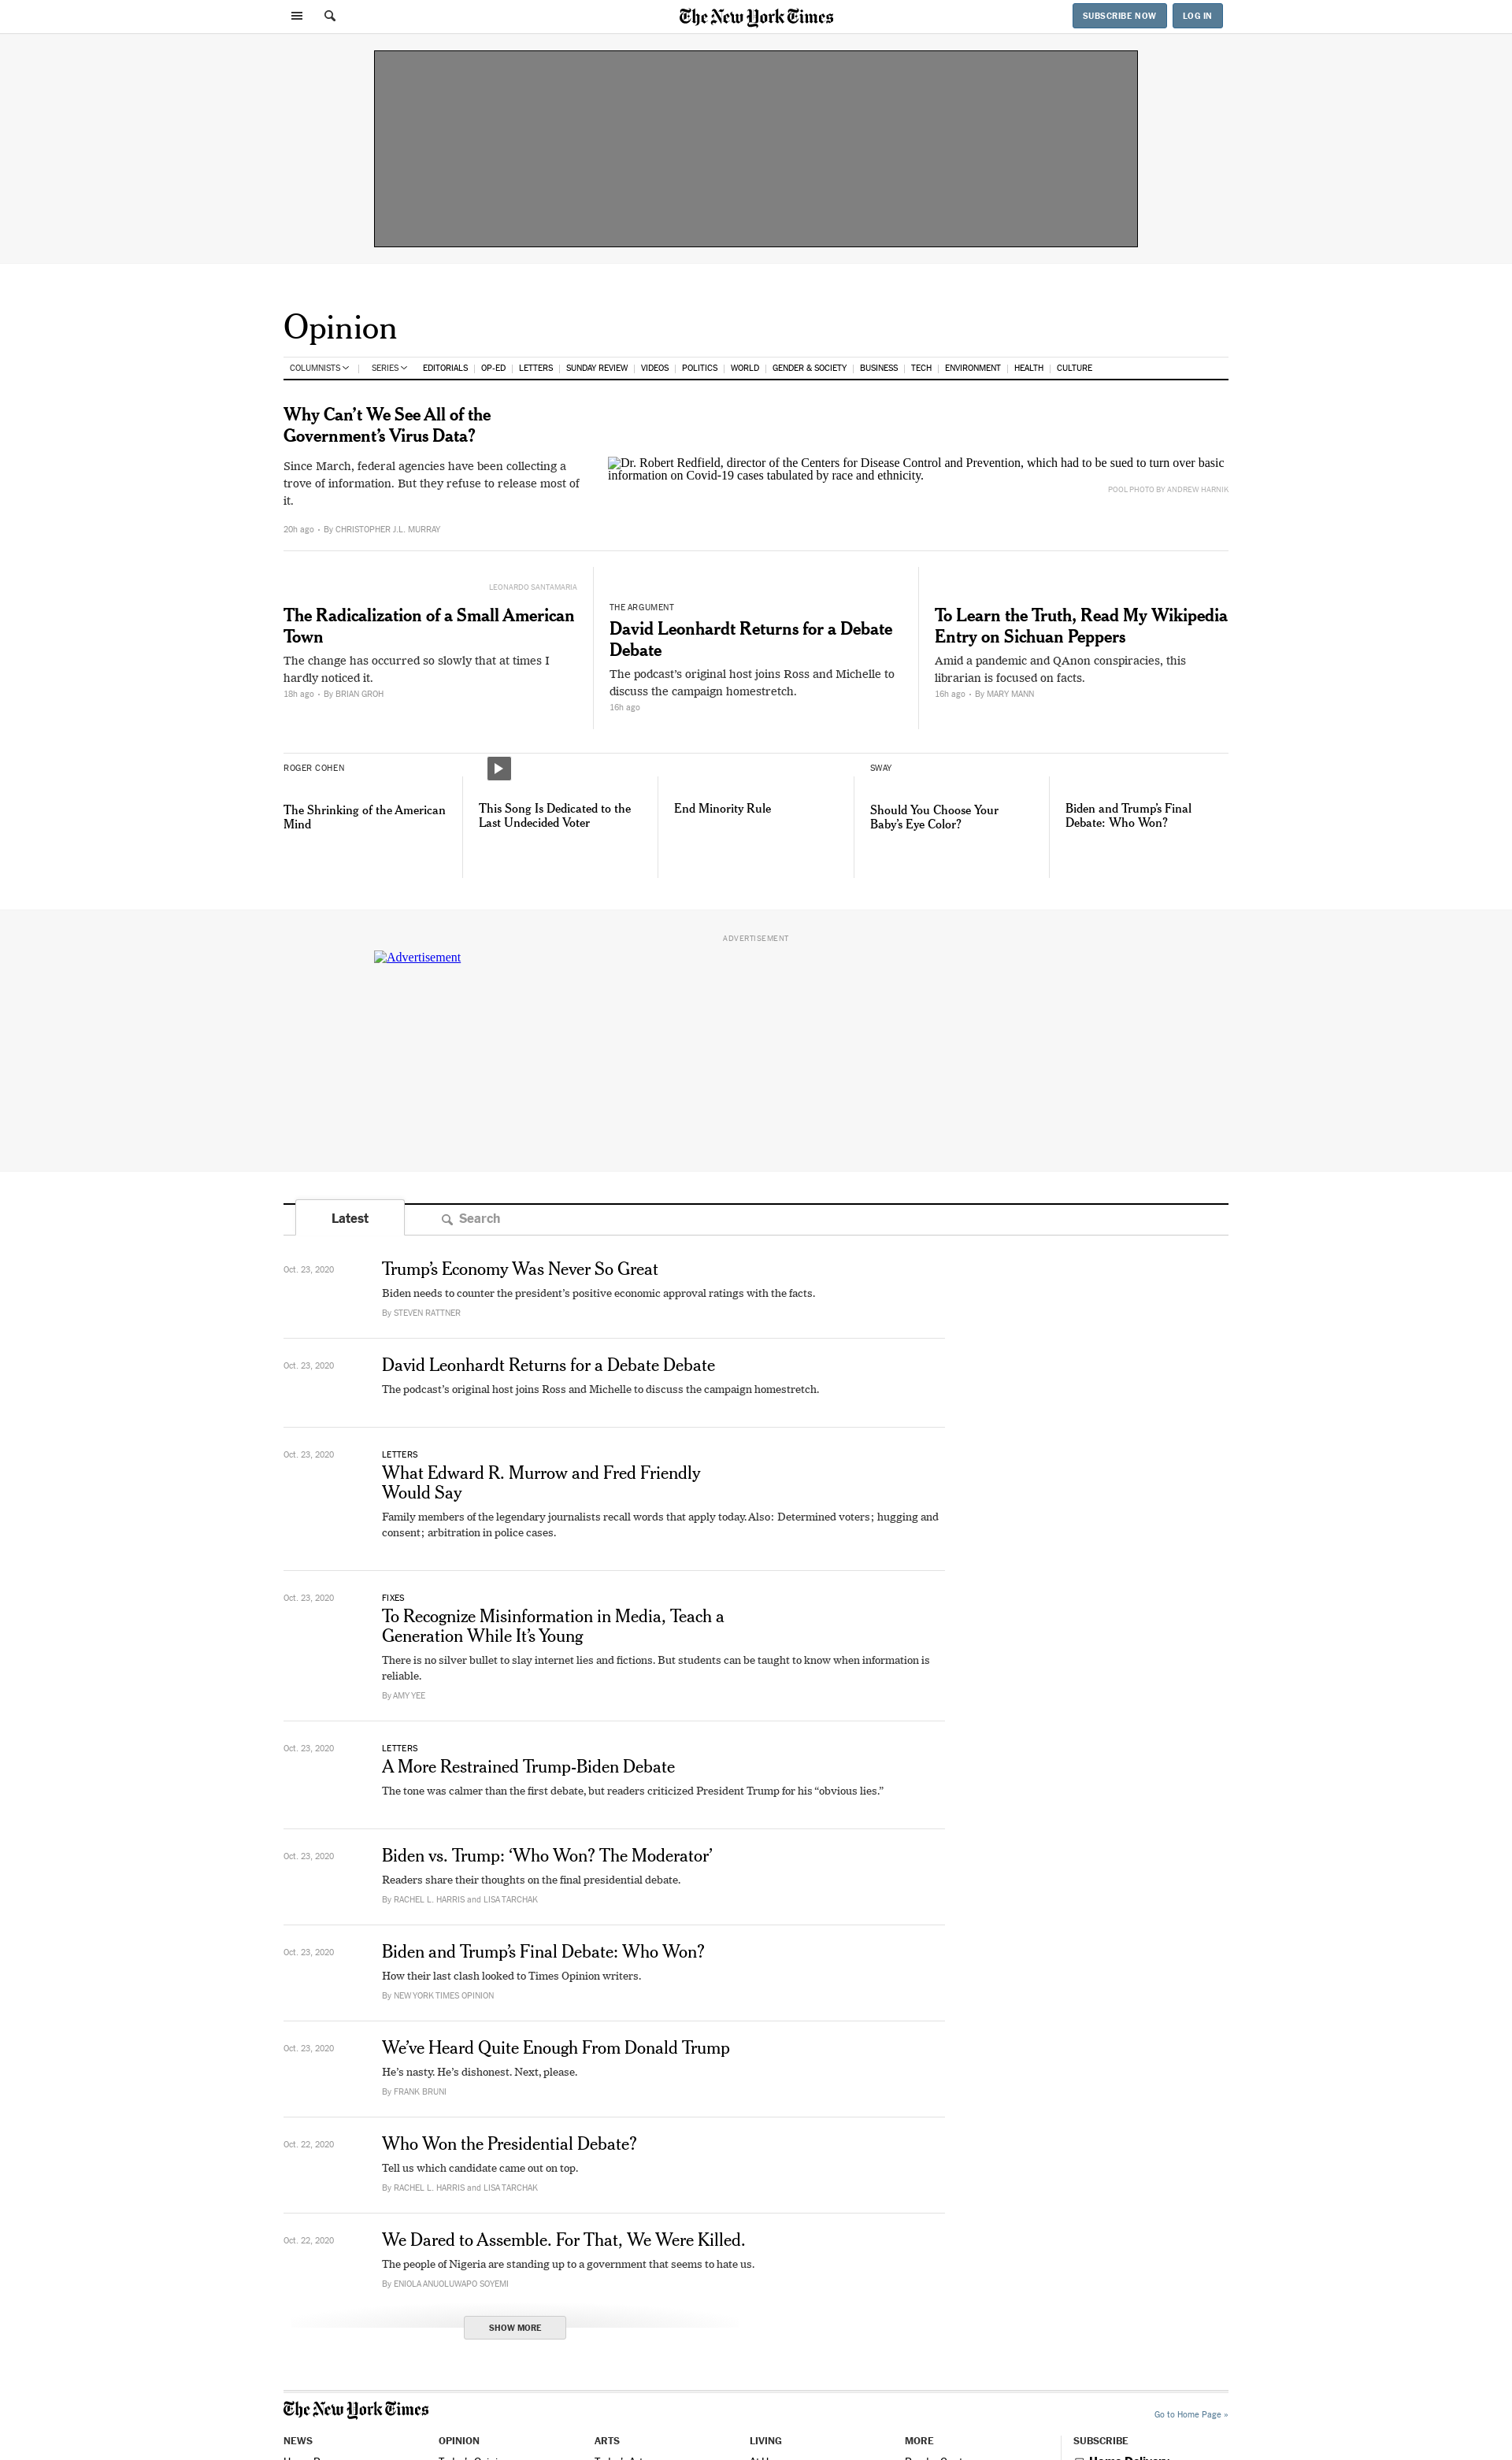 The New York Times
SUBSCRIBE NOW
LOG IN
Opinion
COLUMNISTS
SERIES
EDITORIALS
OP-ED
LETTERS
SUNDAY REVIEW
VIDEOS
POLITICS
WORLD
GENDER & SOCIETY
BUSINESS
TECH
ENVIRONMENT
HEALTH
CULTURE
Why Can’t We See All of the
Government’s Virus Data?
Since March, federal agencies have been collecting a
trove of information. But they refuse to release most of
it.
20h ago • By CHRISTOPHER J.L. MURRAY
Dr. Robert Redfield, director of the Centers for Disease Control and Prevention, which had to be sued to turn over basic
information on Covid-19 cases tabulated by race and ethnicity.
POOL PHOTO BY ANDREW HARNIK
LEONARDO SANTAMARIA
The Radicalization of a Small American
Town
The change has occurred so slowly that at times I
hardly noticed it.
18h ago • By BRIAN GROH
THE ARGUMENT
David Leonhardt Returns for a Debate
Debate
The podcast’s original host joins Ross and Michelle to
discuss the campaign homestretch.
16h ago
To Learn the Truth, Read My Wikipedia
Entry on Sichuan Peppers
Amid a pandemic and QAnon conspiracies, this
librarian is focused on facts.
16h ago • By MARY MANN
ROGER COHEN
The Shrinking of the American
Mind
This Song Is Dedicated to the
Last Undecided Voter
End Minority Rule
SWAY
Should You Choose Your
Baby’s Eye Color?
Biden and Trump’s Final
Debate: Who Won?
ADVERTISEMENT
Advertisement
Latest
Search
Oct. 23, 2020
Trump’s Economy Was Never So Great
Biden needs to counter the president’s positive economic approval ratings with the facts.
By STEVEN RATTNER
Oct. 23, 2020
David Leonhardt Returns for a Debate Debate
The podcast’s original host joins Ross and Michelle to discuss the campaign homestretch.
Oct. 23, 2020
LETTERS
What Edward R. Murrow and Fred Friendly
Would Say
Family members of the legendary journalists recall words that apply today. Also: Determined voters; hugging and
consent; arbitration in police cases.
Oct. 23, 2020
FIXES
To Recognize Misinformation in Media, Teach a
Generation While It’s Young
There is no silver bullet to slay internet lies and fictions. But students can be taught to know when information is
reliable.
By AMY YEE
Oct. 23, 2020
LETTERS
A More Restrained Trump-Biden Debate
The tone was calmer than the first debate, but readers criticized President Trump for his “obvious lies.”
Oct. 23, 2020
Biden vs. Trump: ‘Who Won? The Moderator’
Readers share their thoughts on the final presidential debate.
By RACHEL L. HARRIS and LISA TARCHAK
Oct. 23, 2020
Biden and Trump’s Final Debate: Who Won?
How their last clash looked to Times Opinion writers.
By NEW YORK TIMES OPINION
Oct. 23, 2020
We’ve Heard Quite Enough From Donald Trump
He’s nasty. He’s dishonest. Next, please.
By FRANK BRUNI
Oct. 22, 2020
Who Won the Presidential Debate?
Tell us which candidate came out on top.
By RACHEL L. HARRIS and LISA TARCHAK
Oct. 22, 2020
We Dared to Assemble. For That, We Were Killed.
The people of Nigeria are standing up to a government that seems to hate us.
By ENIOLA ANUOLUWAPO SOYEMI
SHOW MORE
The New York Times
Go to Home Page »
NEWS
OPINION
ARTS
LIVING
MORE
SUBSCRIBE